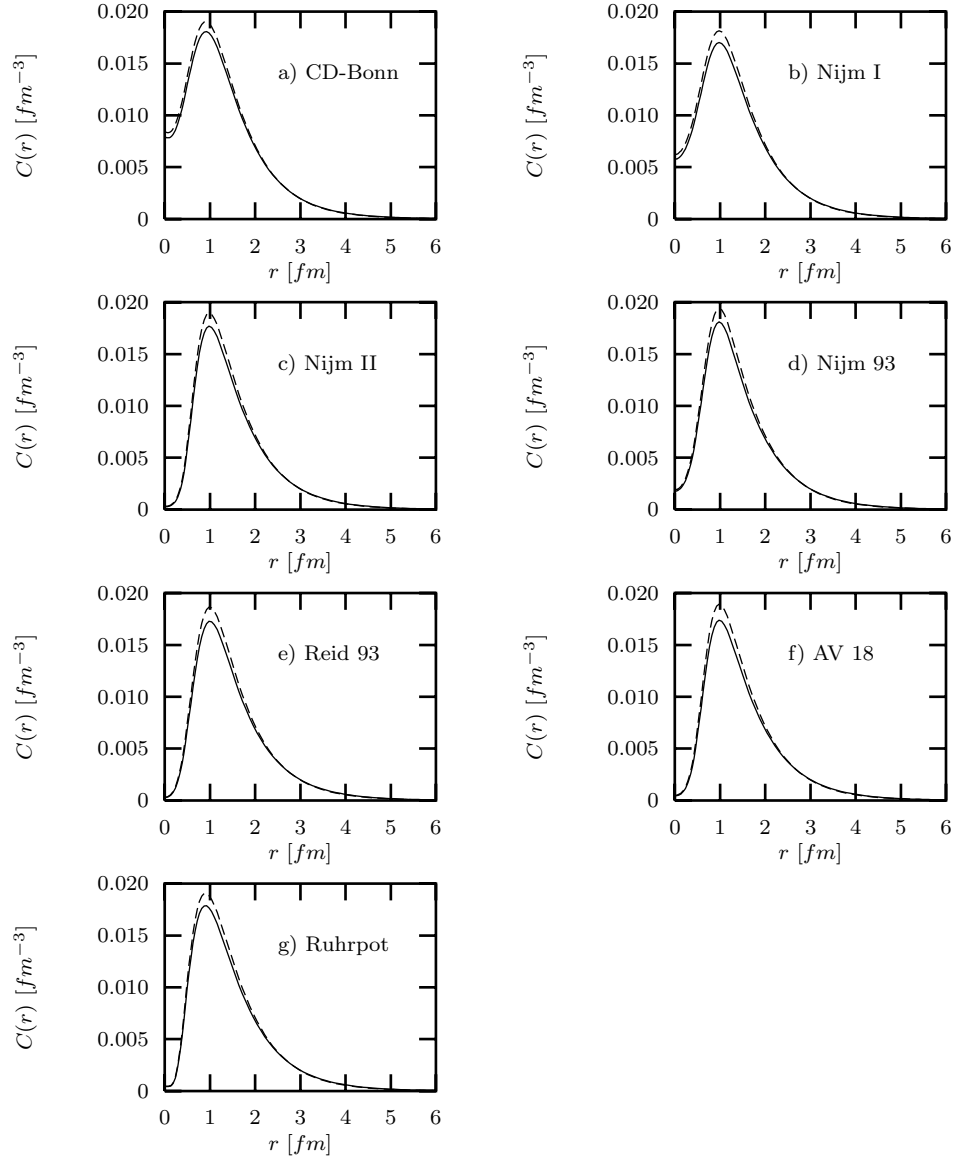 0.020
0.015
0.010
0.005
0
C(r) [fm⁻³]
a) CD-Bonn
0 1 2 3 4 5 6
r [fm]
0.020
0.015
0.010
0.005
0
C(r) [fm⁻³]
b) Nijm I
0 1 2 3 4 5 6
r [fm]
0.020
0.015
0.010
0.005
0
C(r) [fm⁻³]
c) Nijm II
0 1 2 3 4 5 6
r [fm]
0.020
0.015
0.010
0.005
0
C(r) [fm⁻³]
d) Nijm 93
0 1 2 3 4 5 6
r [fm]
0.020
0.015
0.010
0.005
0
C(r) [fm⁻³]
e) Reid 93
0 1 2 3 4 5 6
r [fm]
0.020
0.015
0.010
0.005
0
C(r) [fm⁻³]
f) AV 18
0 1 2 3 4 5 6
r [fm]
0.020
0.015
0.010
0.005
0
C(r) [fm⁻³]
g) Ruhrpot
0 1 2 3 4 5 6
r [fm]